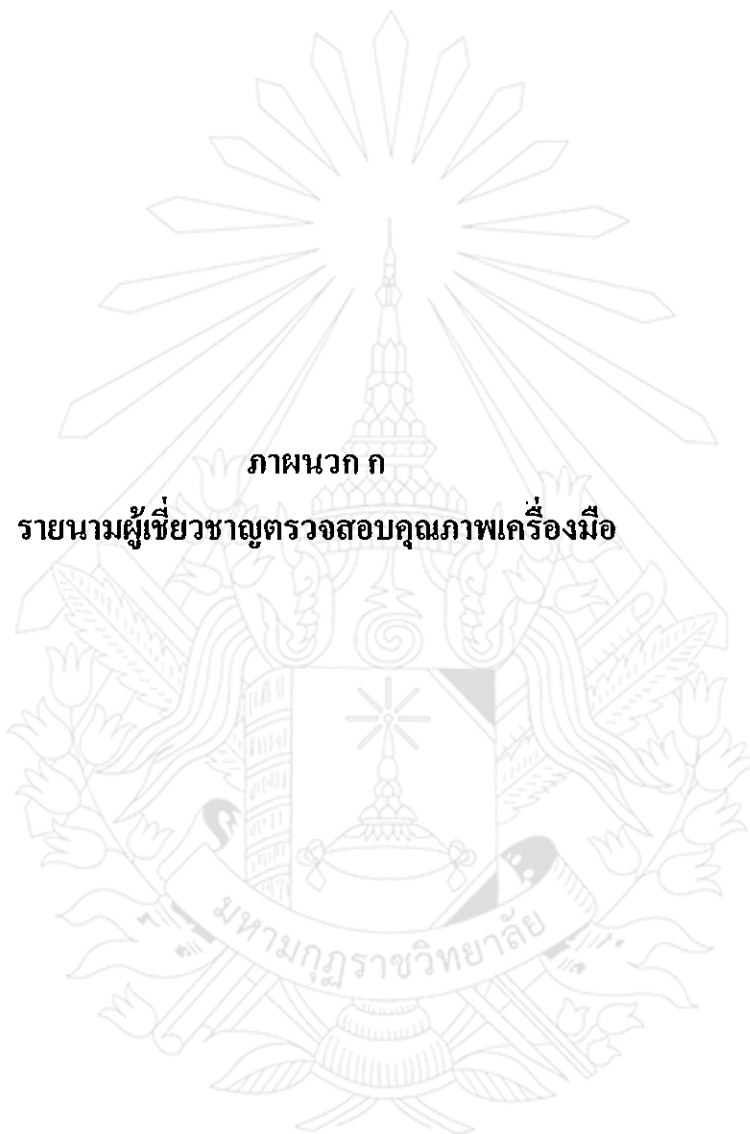 ภาคผนวก ก
รายนามผู้เชี่ยวชาญตรวจสอบคุณภาพเครื่องมือ
มหามกุฏราชวิทยาลัย